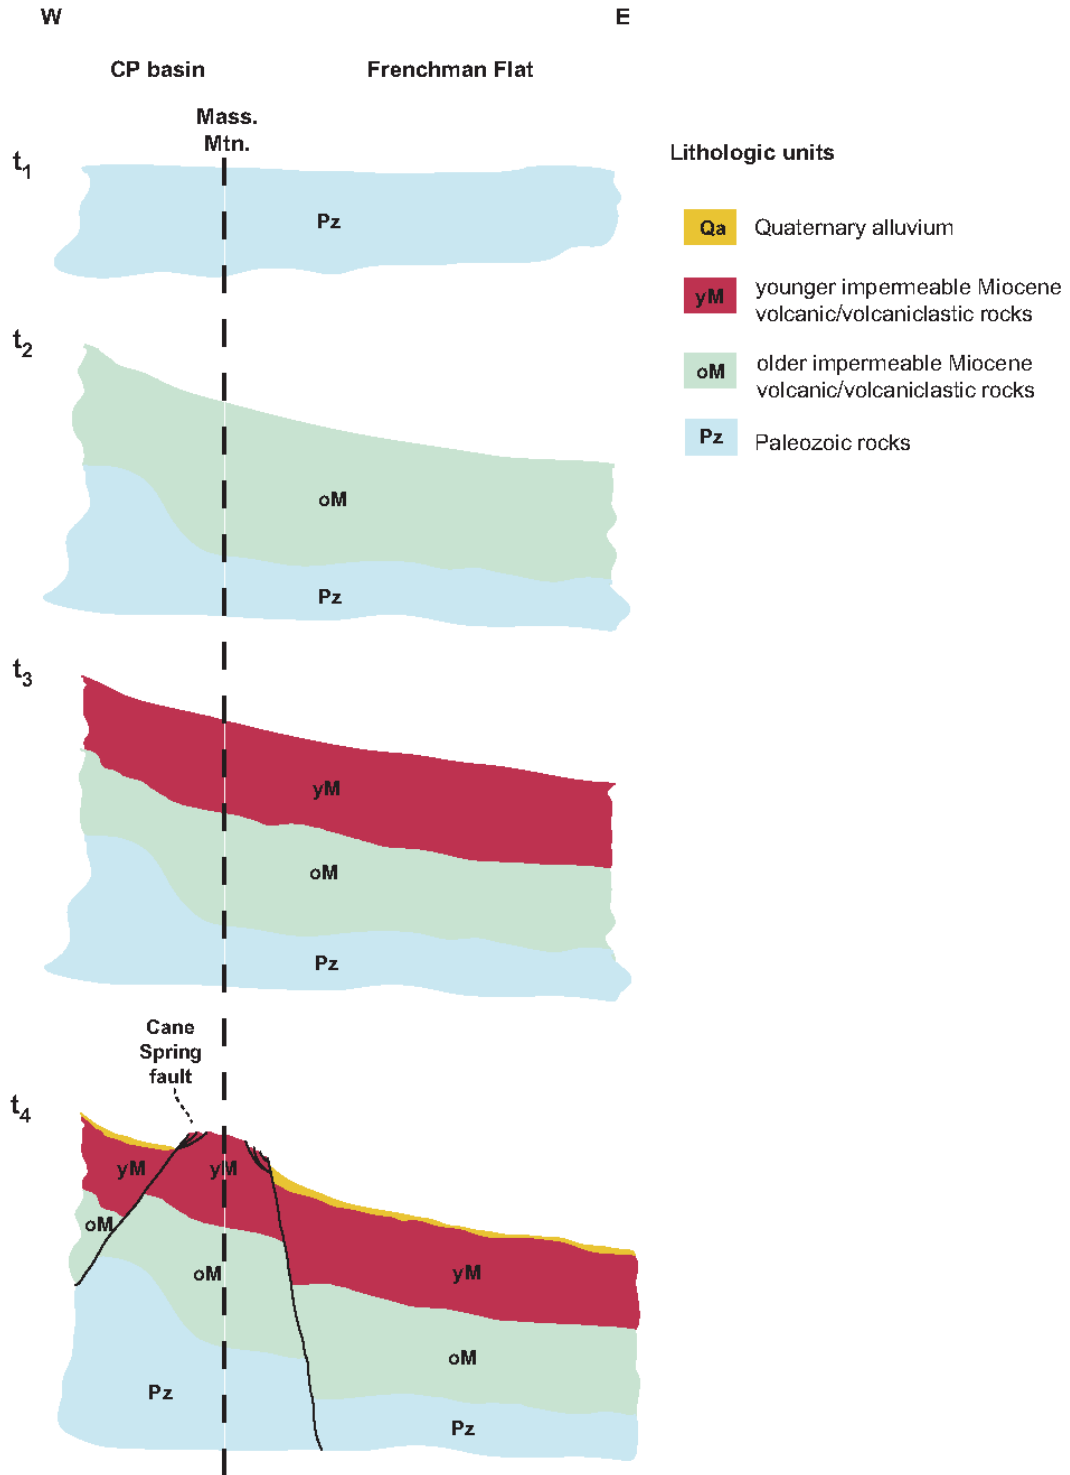 W
E
CP basin
Frenchman Flat
Mass.
Mtn.
t1
Pz
Lithologic units
Qa Quaternary alluvium
yM younger impermeable Miocene
volcanic/volcaniclastic rocks
oM older impermeable Miocene
volcanic/volcaniclastic rocks
Pz Paleozoic rocks
t2
oM
Pz
t3
yM
oM
Pz
Cane
Spring
fault
t4
yM
yM
oM
oM
yM
oM
Pz
Pz